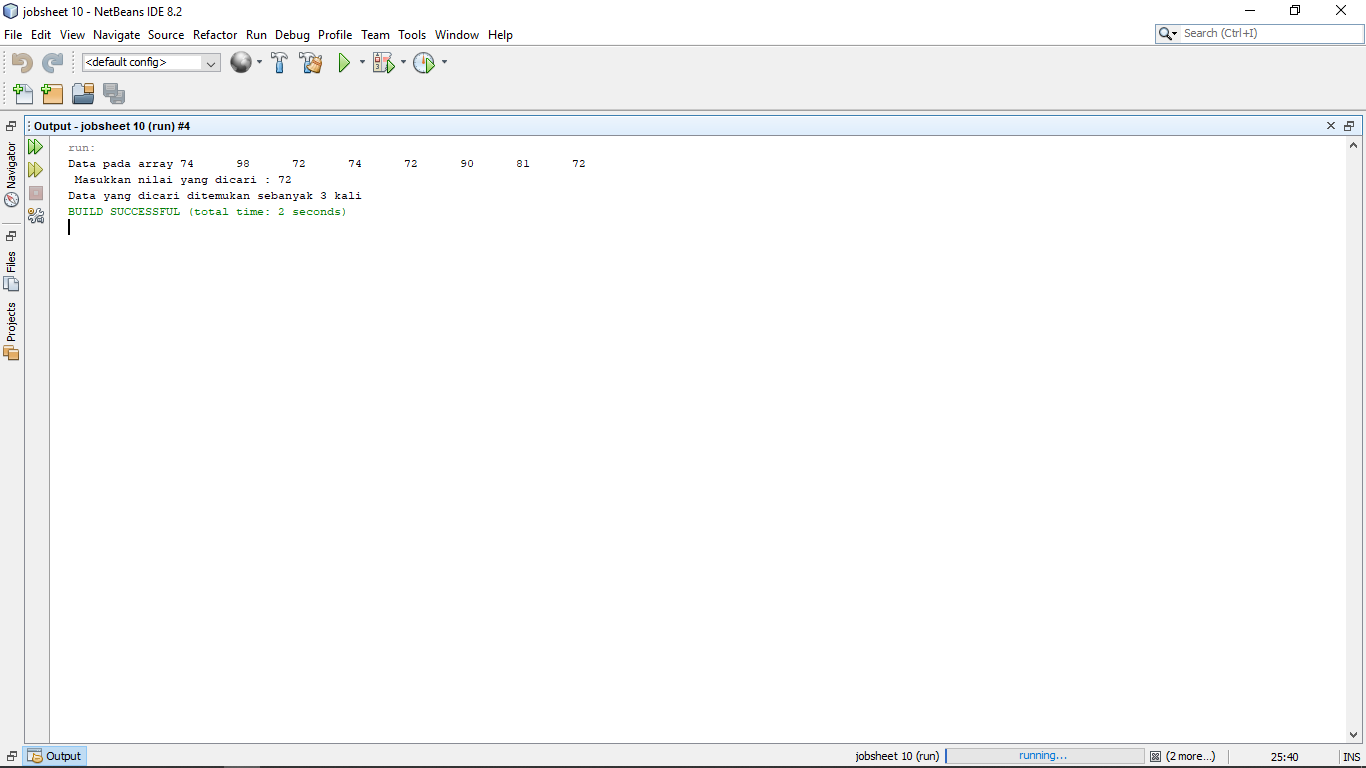 jobsheet 10 - NetBeans IDE 8.2
File Edit View Navigate Source Refactor Run Debug Profile Team Tools Window Help
Search (Ctrl+I)
<default config>
Output - jobsheet 10 (run) #4
Navigator
Files
Projects
run:
Data pada array 74 98 72 74 72 90 81 72
Masukkan nilai yang dicari : 72
Data yang dicari ditemukan sebanyak 3 kali
BUILD SUCCESSFUL (total time: 2 seconds)
Output
jobsheet 10 (run) running... (2 more...) 25:40 INS